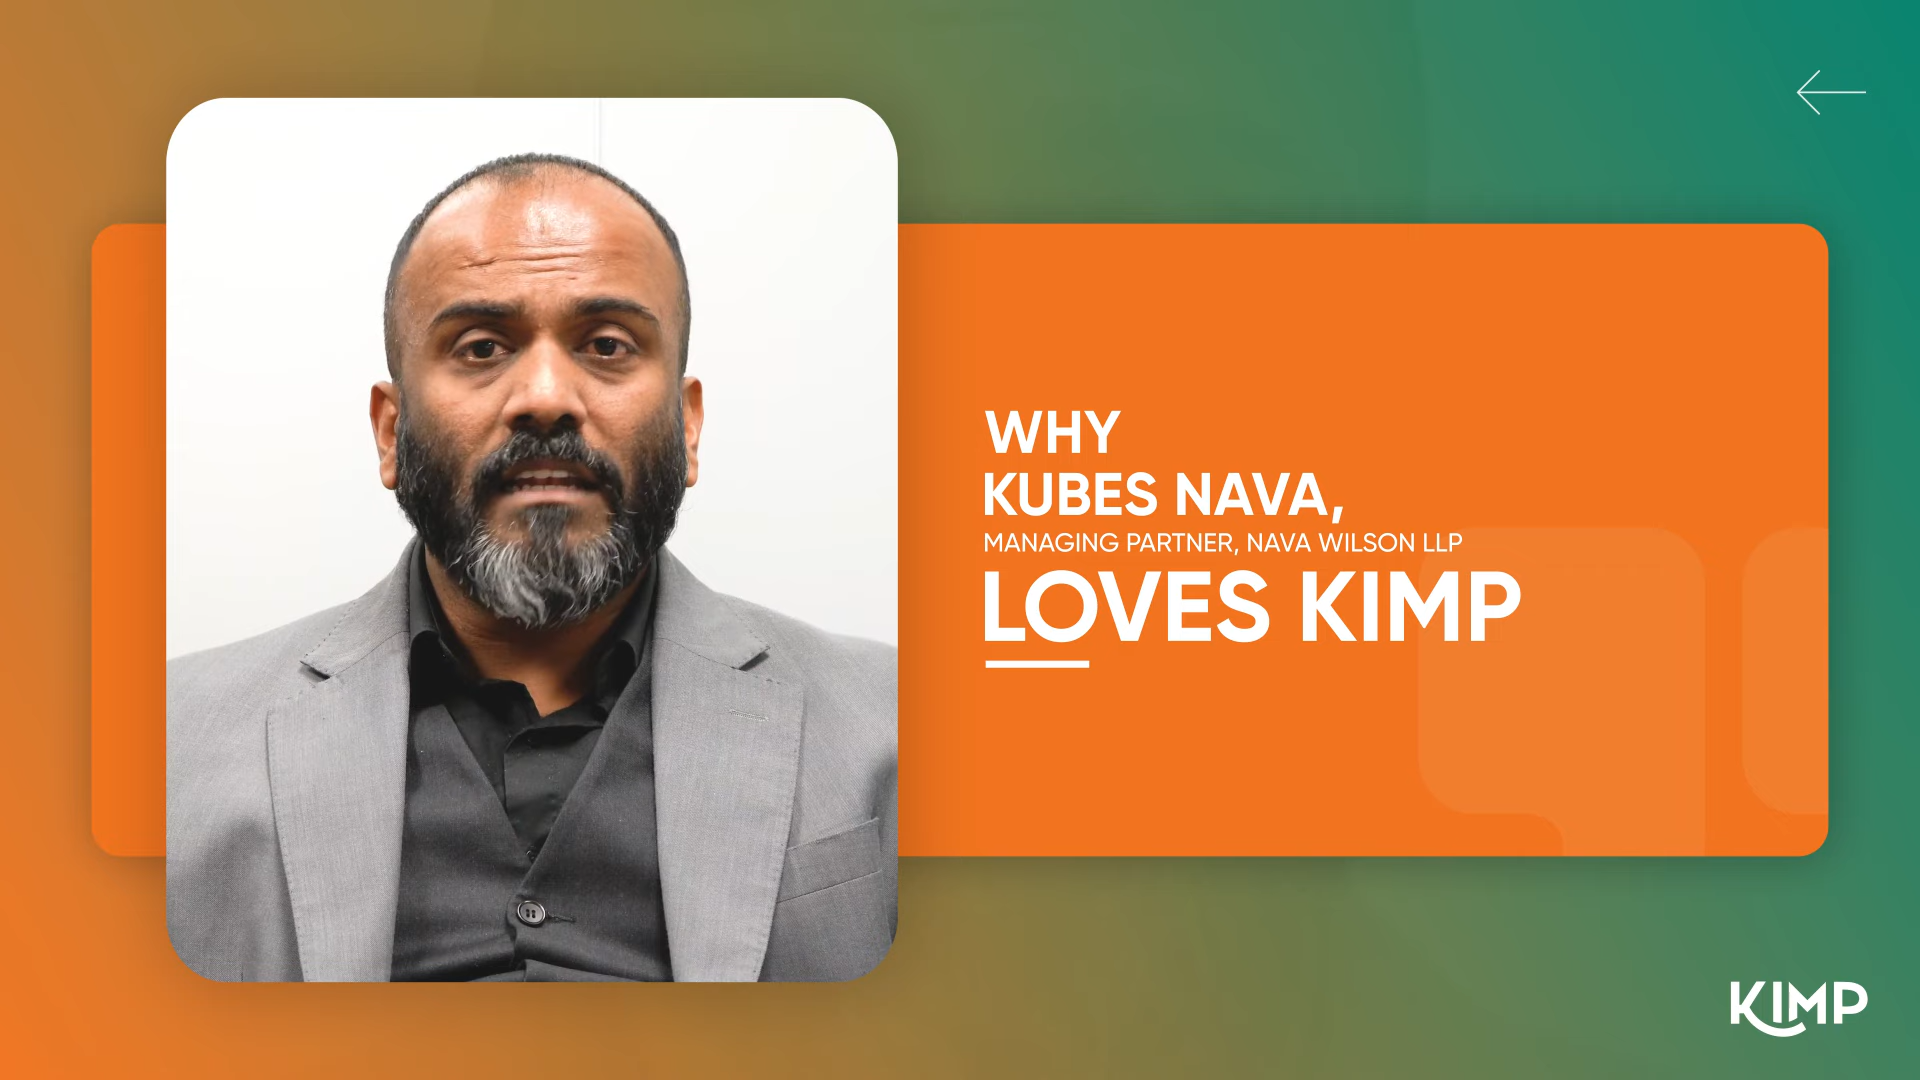 WHY
KUBES NAVA,
MANAGING PARTNER, NAVA WILSON LLP
LOVES KIMP
KIMP